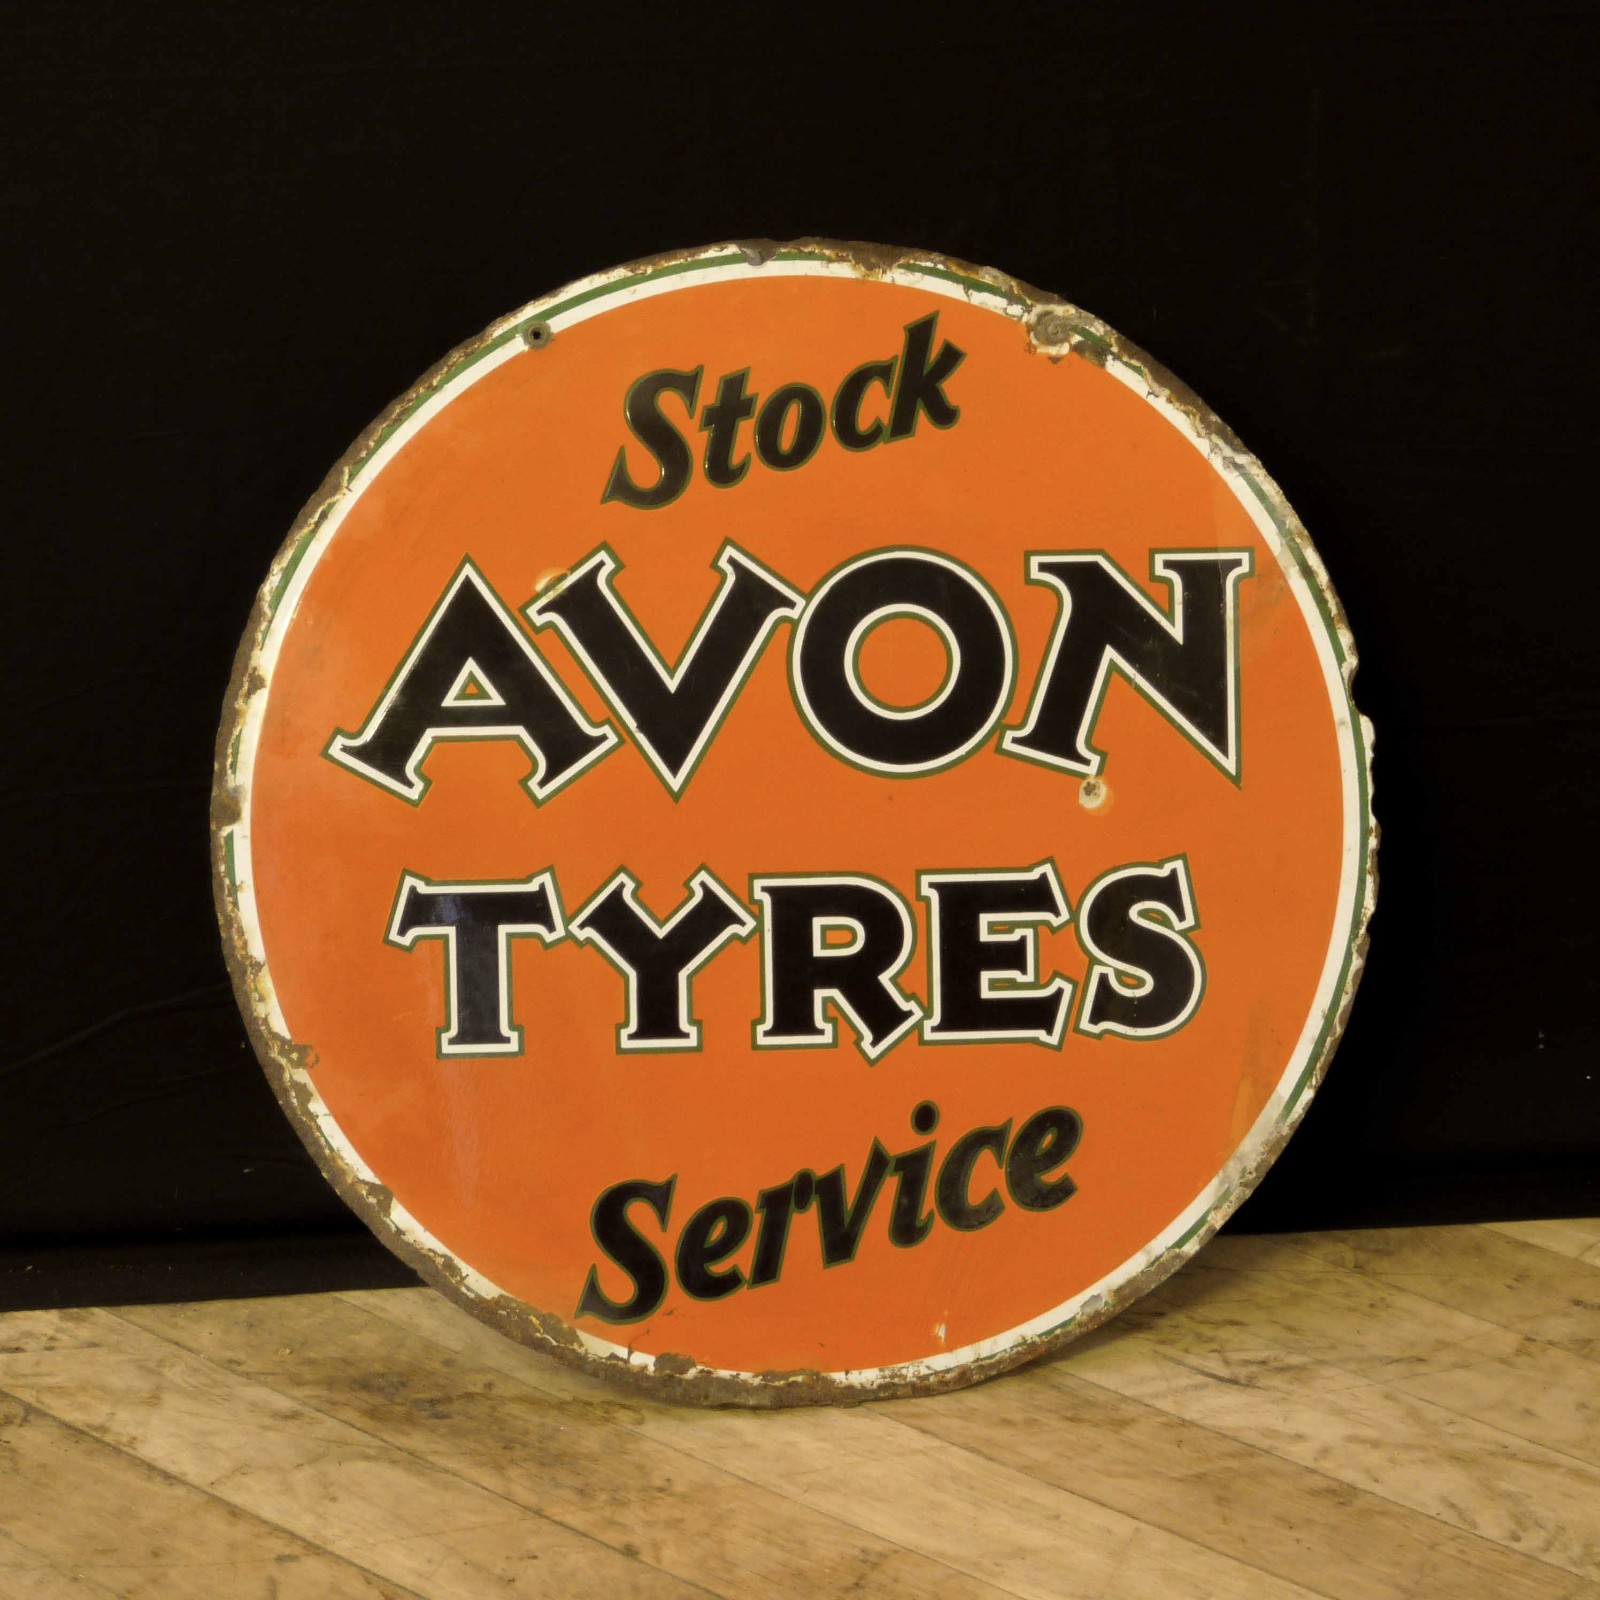 Stock
AVON
TYRES
Service